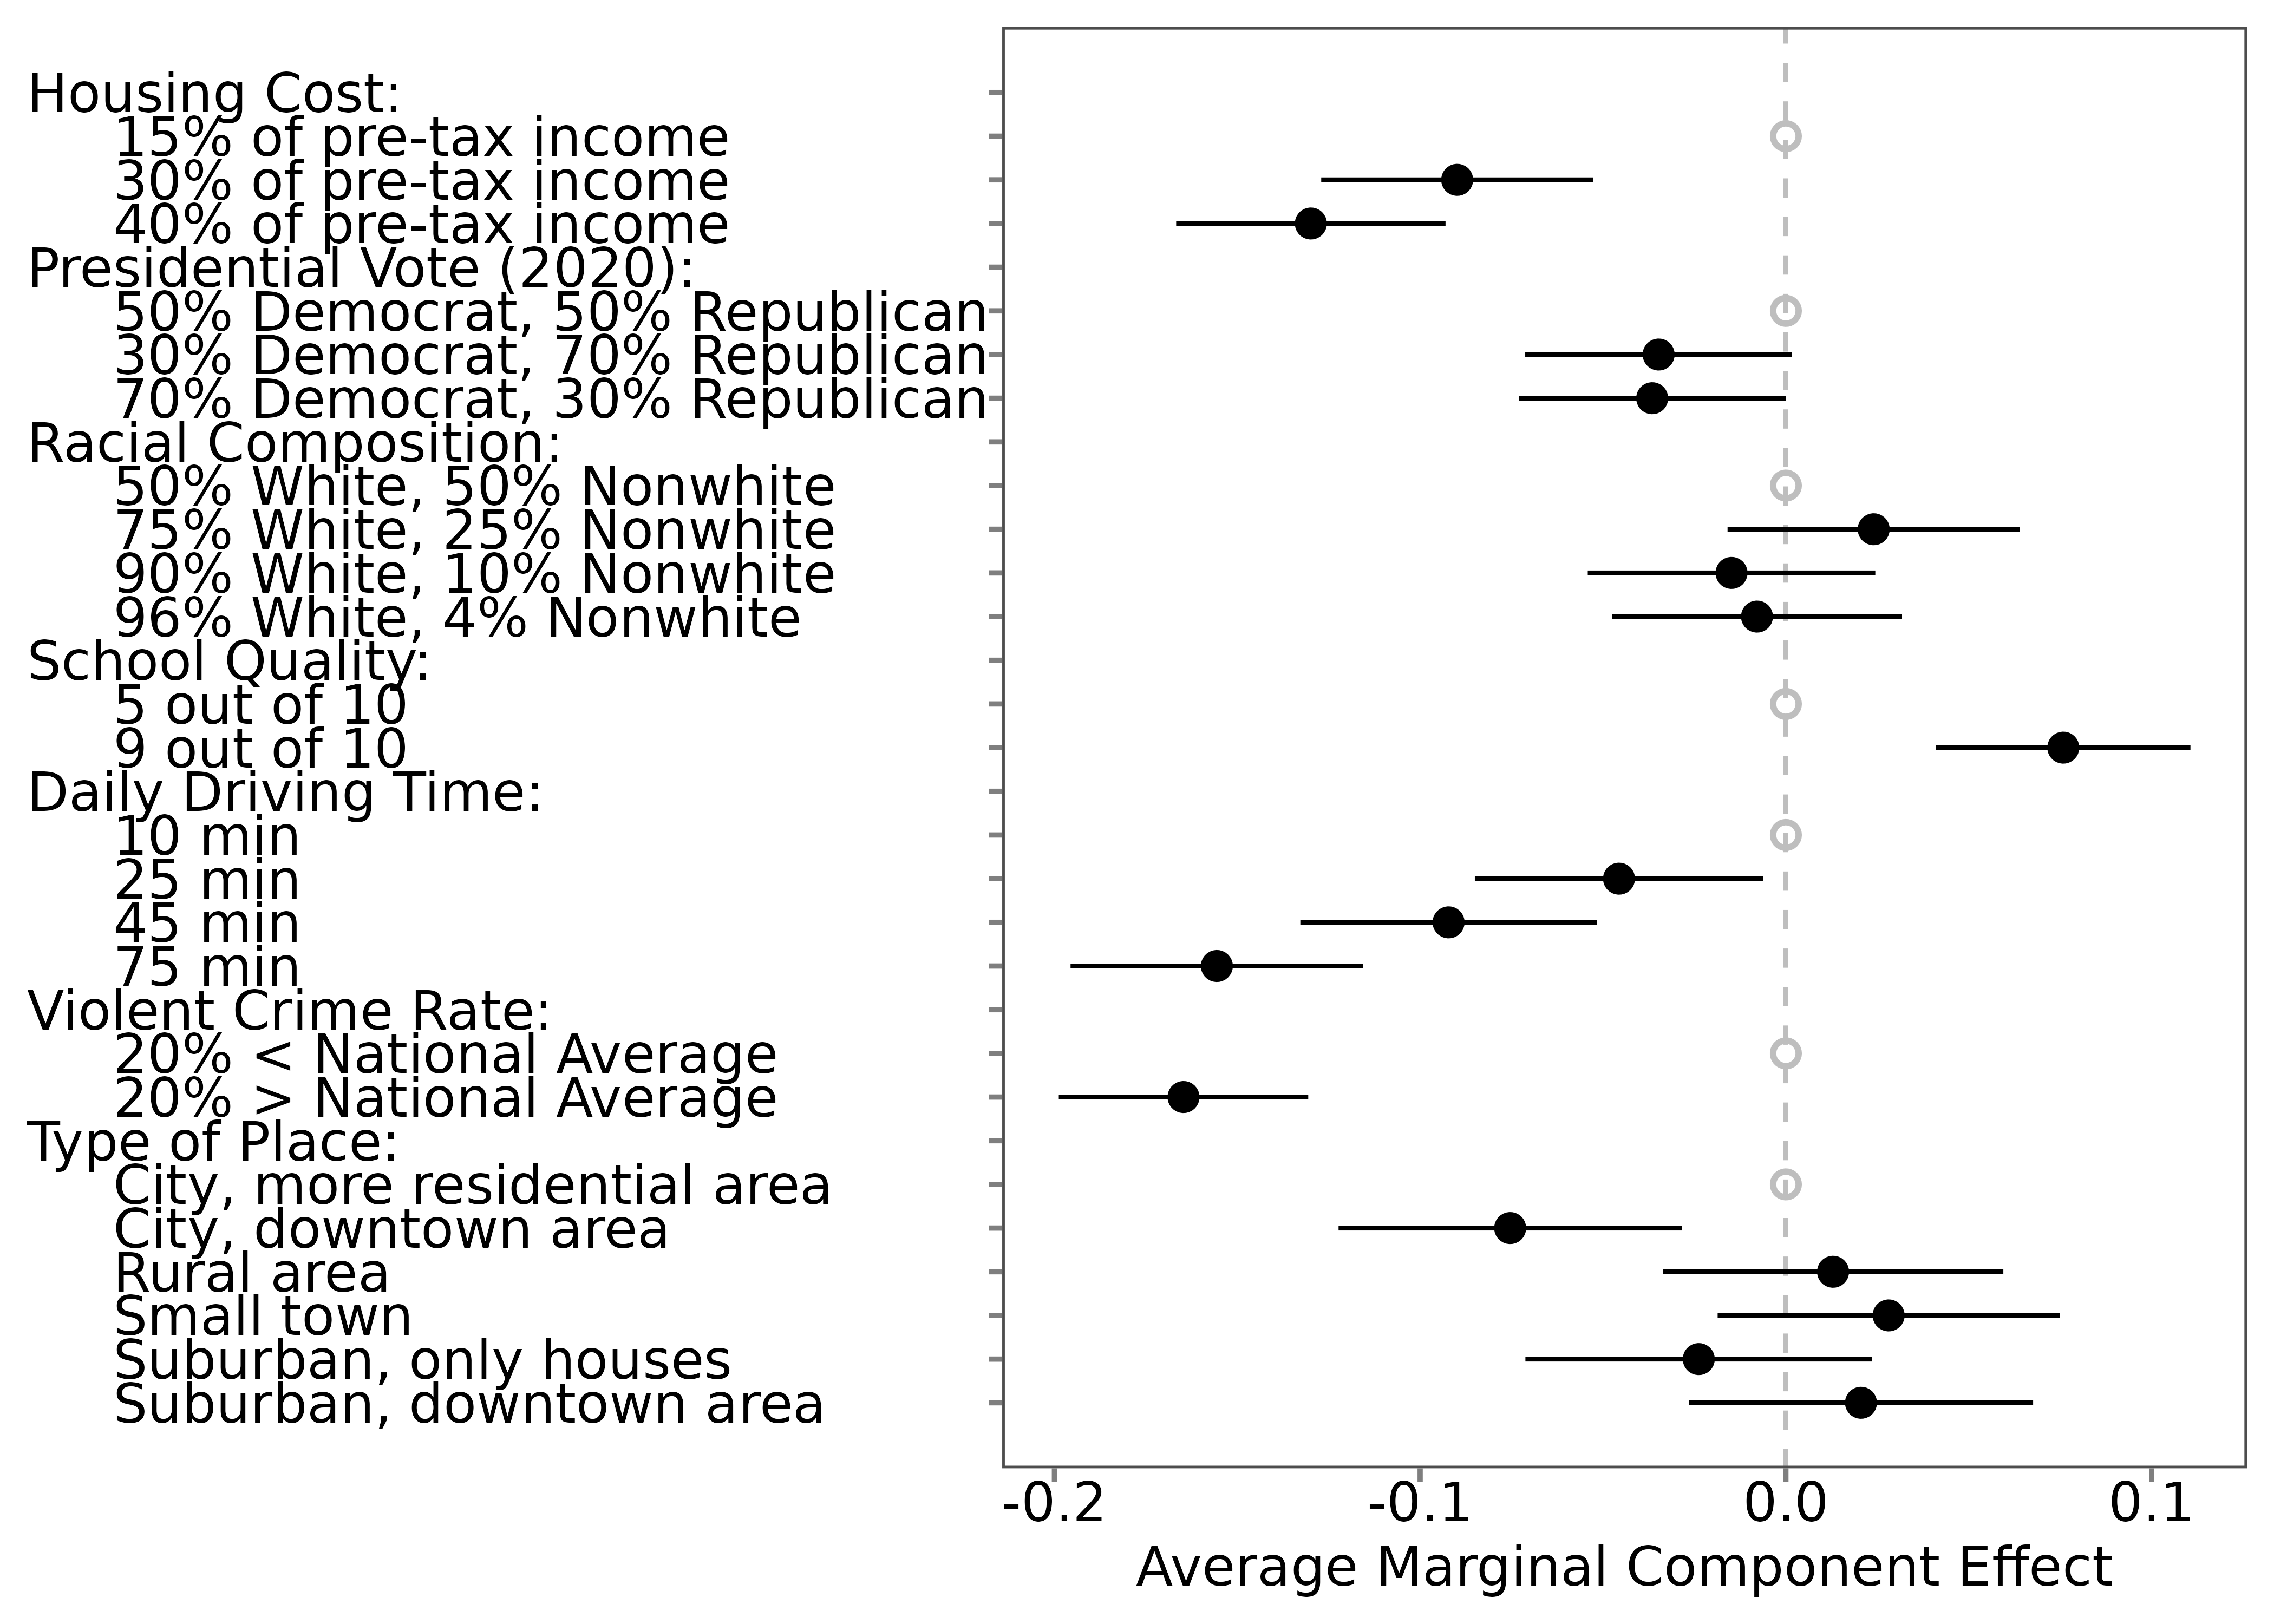 Housing Cost:
15% of pre-tax income
30% of pre-tax income
40% of pre-tax income
Presidential Vote (2020):
50% Democrat, 50% Republican
30% Democrat, 70% Republican
70% Democrat, 30% Republican
Racial Composition:
50% White, 50% Nonwhite
75% White, 25% Nonwhite
90% White, 10% Nonwhite
96% White, 4% Nonwhite
School Quality:
5 out of 10
9 out of 10
Daily Driving Time:
10 min
25 min
45 min
75 min
Violent Crime Rate:
20% < National Average
20% > National Average
Type of Place:
City, more residential area
City, downtown area
Rural area
Small town
Suburban, only houses
Suburban, downtown area
-0.2 -0.1 0.0 0.1
Average Marginal Component Effect